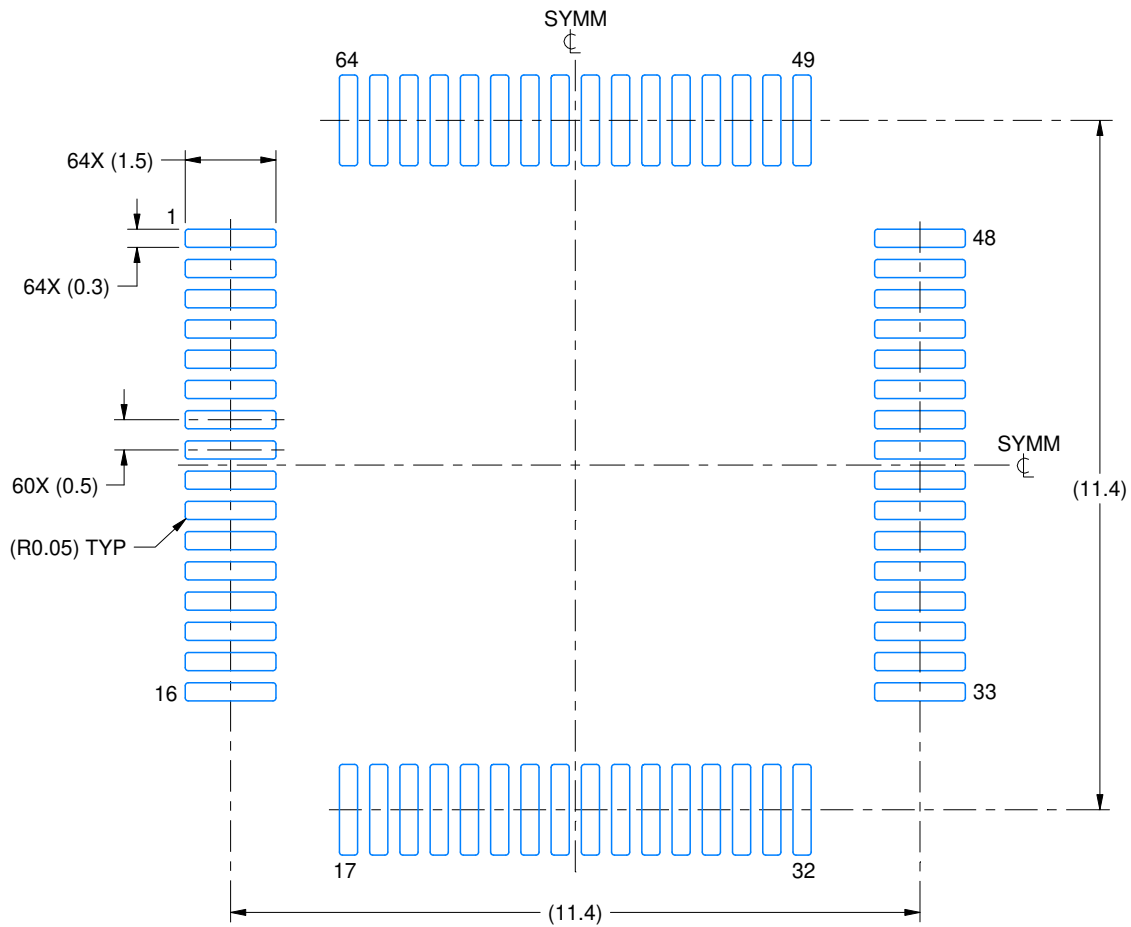 SYMM
64
49
64X (1.5)
1
48
64X (0.3)
SYMM
60X (0.5)
(11.4)
(R0.05) TYP
16
33
17
32
(11.4)